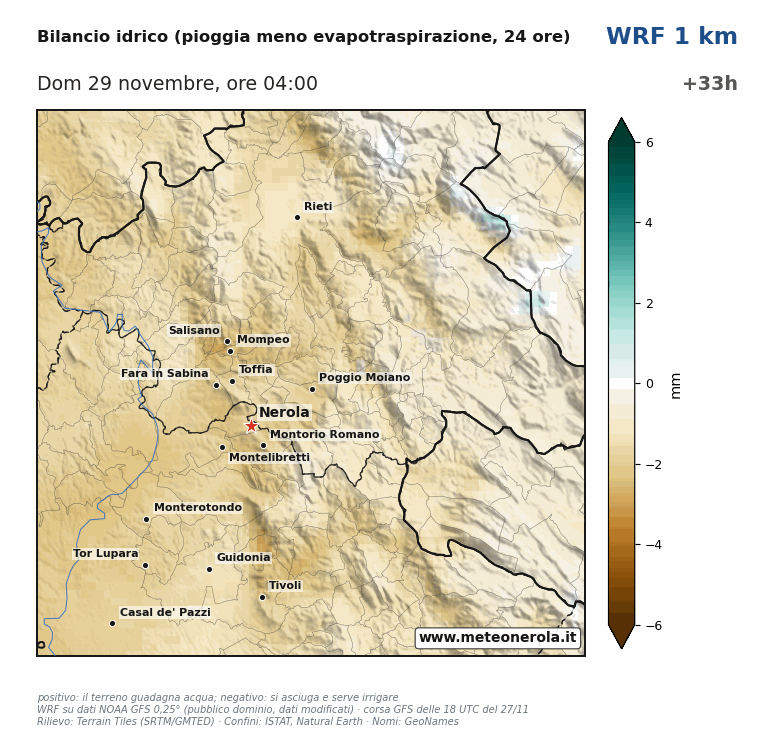 Bilancio idrico (pioggia meno evapotraspirazione, 24 ore)
WRF 1 km
Dom 29 novembre, ore 04:00
+33h
Rieti
Salisano
Mompeo
Fara in Sabina
Toffia
Poggio Moiano
Nerola
Montorio Romano
Montelibretti
Monterotondo
Tor Lupara
Guidonia
Tivoli
Casal de' Pazzi
www.meteonerola.it
6
4
2
0
−2
−4
−6
mm
positivo: il terreno guadagna acqua; negativo: si asciuga e serve irrigare
WRF su dati NOAA GFS 0,25° (pubblico dominio, dati modificati) · corsa GFS delle 18 UTC del 27/11
Rilievo: Terrain Tiles (SRTM/GMTED) · Confini: ISTAT, Natural Earth · Nomi: GeoNames